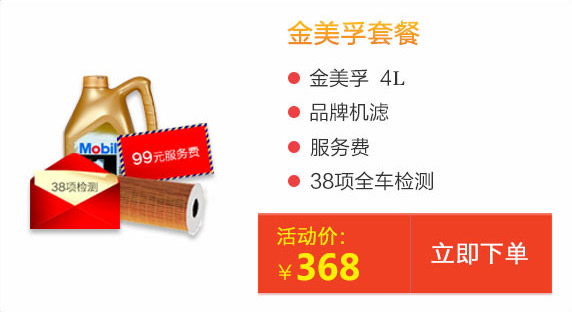 金美孚套餐
金美孚 4L
品牌机滤
服务费
38项全车检测
Mobil
99元服务费
38项检测
活动价：
￥368
立即下单